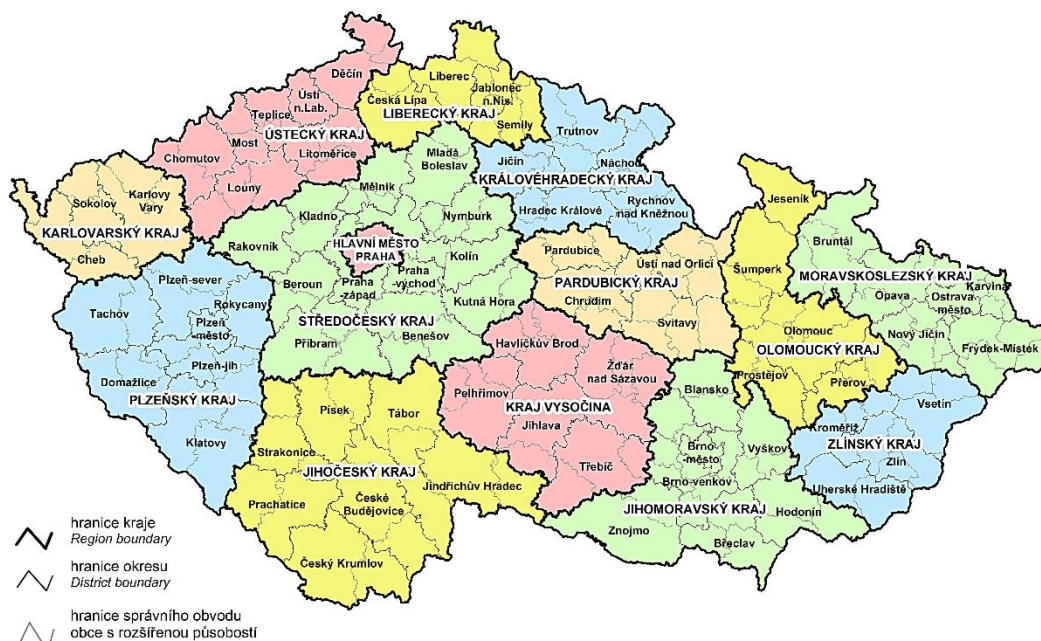 Děčín
Liberec
Ústí
n.Lab.
Jablonec
n.Nis.
Česká Lípa
Teplice
LIBERECKÝ KRAJ
Semily
Trutnov
ÚSTECKÝ KRAJ
Most
Litoměřice
Chomutov
Mladá
Boleslav
Jičín
Náchod
KRÁLOVÉHRADECKÝ KRAJ
Louny
Mělník
Karlovy
Vary
Sokolov
Jeseník
Rychnov
nad Kněžnou
Hradec Králové
Kladno
Nymburk
KARLOVARSKÝ KRAJ
HLAVNÍ MĚSTO
PRAHA
Rakovník
Bruntál
Cheb
Kolín
Pardubice
Ústí nad Orlicí
Šumperk
MORAVSKOSLEZSKÝ KRAJ
Plzeň-sever
Beroun
Praha
-západ
Praha
-východ
PARDUBICKÝ KRAJ
Karviná
Opava
Ostrava-
město
Rokycany
Tachov
Kutná Hora
Chrudim
Plzeň
-město
STŘEDOČESKÝ KRAJ
Svitavy
Olomouc
Nový Jičín
Příbram
Benešov
Havlíčkův Brod
OLOMOUCKÝ KRAJ
Frýdek-Místek
Plzeň-jih
Žďár
nad Sázavou
Prostějov
Přerov
Domažlice
Pelhřimov
Blansko
PLZEŇSKÝ KRAJ
KRAJ VYSOČINA
Vsetín
Písek
Tábor
Jihlava
Kroměříž
ZLÍNSKÝ KRAJ
Klatovy
Strakonice
JIHOČESKÝ KRAJ
Brno-
město
Vyškov
Zlín
Třebíč
Brno-venkov
Jindřichův Hradec
Uherské Hradiště
Prachatice
České
Budějovice
JIHOMORAVSKÝ KRAJ
Hodonín
Znojmo
Břeclav
Český Krumlov
hranice kraje
Region boundary
hranice okresu
District boundary
hranice správního obvodu
obce s rozšířenou působostí